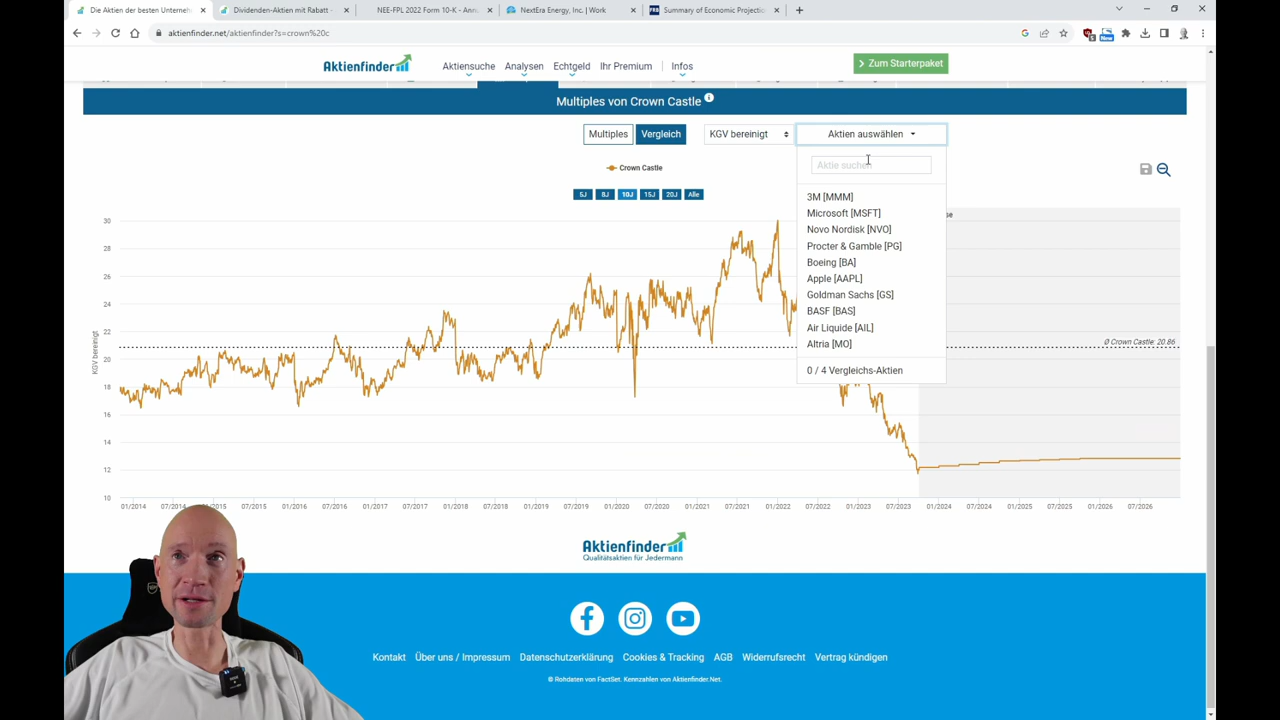 Die Aktien der besten Unterneh
Dividenden-Aktien mit Rabatt -
NEE-FPL 2022 Form 10-K - Ann
NextEra Energy, Inc. | Work
Summary of Economic Projection
aktienfinder.net/aktienfinder?s=crown%20c
New
Aktienfinder
Aktiensuche
Analysen
Echtgeld
Ihr Premium
Infos
Zum Starterpaket
Multiples von Crown Castle
Multiples
Vergleich
KGV bereinigt
Aktien auswählen
Crown Castle
Aktie suchen
5J
8J
10J
15J
20J
Alle
3M [MMM]
Microsoft [MSFT]
Novo Nordisk [NVO]
Procter & Gamble [PG]
Boeing [BA]
Apple [AAPL]
Goldman Sachs [GS]
BASF [BAS]
Air Liquide [AIL]
Altria [MO]
0 / 4 Vergleichs-Aktien
KGV bereinigt
30
28
26
24
22
20
18
16
14
12
10
Ø Crown Castle: 20.86
01/2014
07/2014
01/2015
07/2015
01/2016
07/2016
01/2017
07/2017
01/2018
07/2018
01/2019
07/2019
01/2020
07/2020
01/2021
07/2021
01/2022
07/2022
01/2023
07/2023
01/2024
07/2024
01/2025
07/2025
01/2026
07/2026
Aktienfinder
Qualitätsaktien für Jedermann
Kontakt
Über uns / Impressum
Datenschutzerklärung
Cookies & Tracking
AGB
Widerrufsrecht
Vertrag kündigen
© Rohdaten von FactSet. Kennzahlen von Aktienfinder.Net.